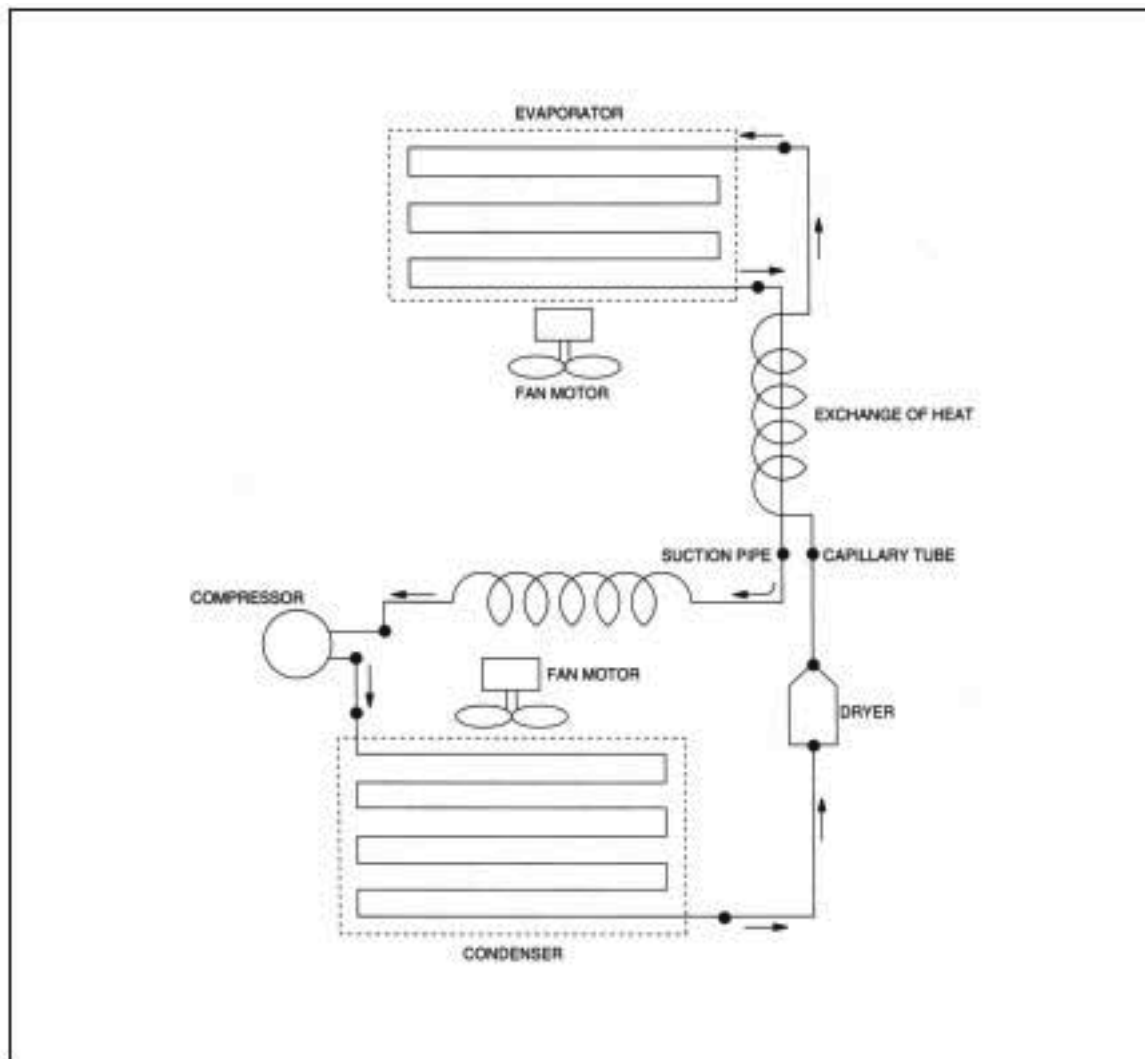 EVAPORATOR
FAN MOTOR
EXCHANGE OF HEAT
SUCTION PIPE
CAPILLARY TUBE
COMPRESSOR
FAN MOTOR
DRYER
CONDENSER